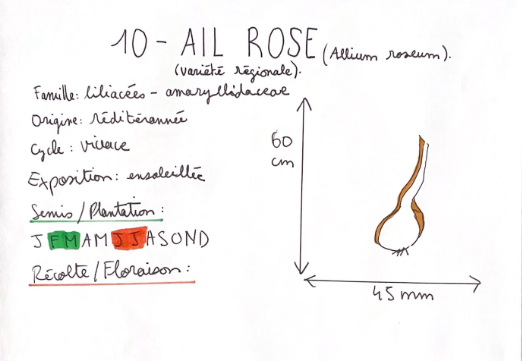 10 - AIL ROSE (Allium roseum).
(variété régionale).
Famille: liliacées - amaryllidaceae
Origine: Méditérannée
Cycle: vivace
Exposition: ensoleillée
Semis/Plantation:
J F M A M J J A S O N D
Récolte/Floraison:
60
cm
45 mm